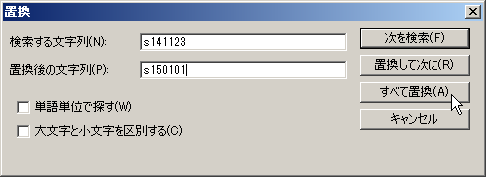 置換
検索する文字列(N): s141123 次を検索(F)
置換後の文字列(P): s150101 置換して次に(R)
すべて置換(A)
単語単位で探す(W)
キャンセル
大文字と小文字を区別する(C)